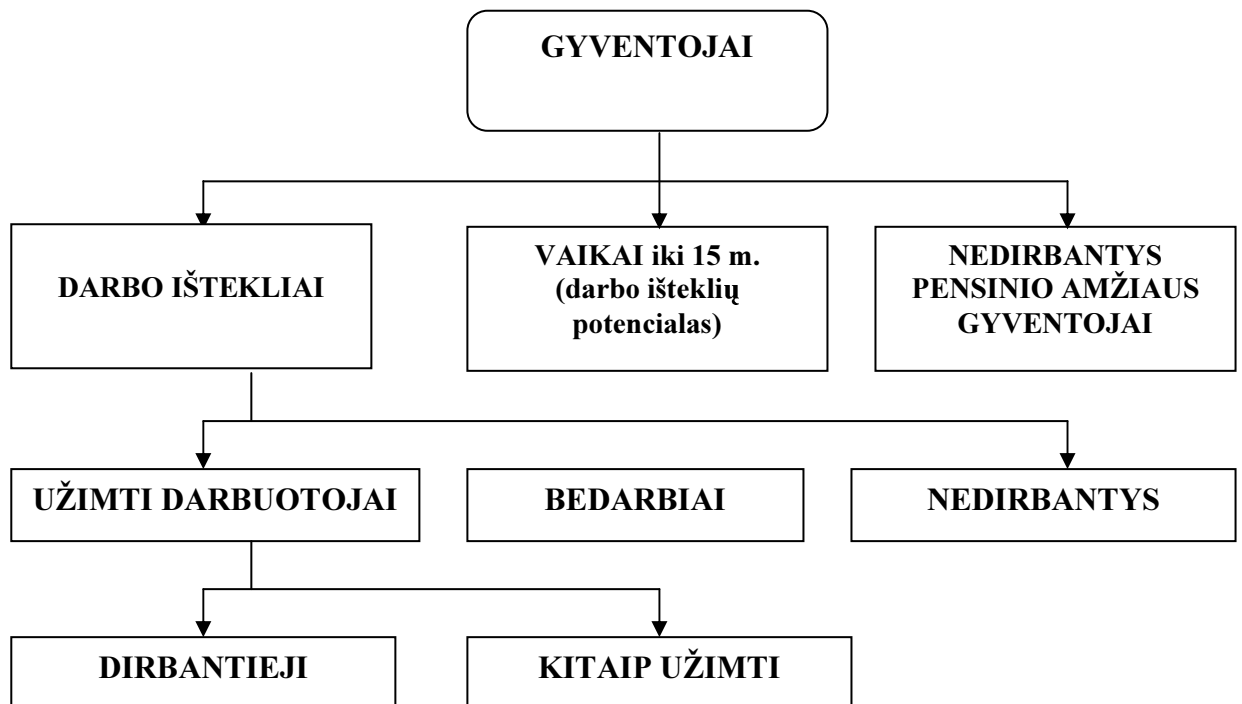 GYVENTOJAI
DARBO IŠTEKLIAI
VAIKAI iki 15 m.
(darbo išteklių
potencialas)
NEDIRBANTYS
PENSINIO AMŽIAUS
GYVENTOJAI
UŽIMTI DARBUOTOJAI
BEDARBIAI
NEDIRBANTYS
DIRBANTIEJI
KITAIP UŽIMTI